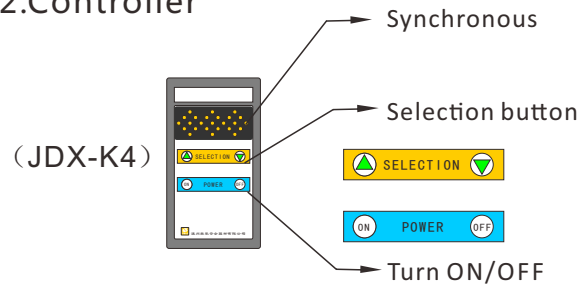 2.Controller
Synchronous
Selection button
（JDX-K4）
SELECTION
ON POWER OFF
SELECTION
ON POWER OFF
Turn ON/OFF